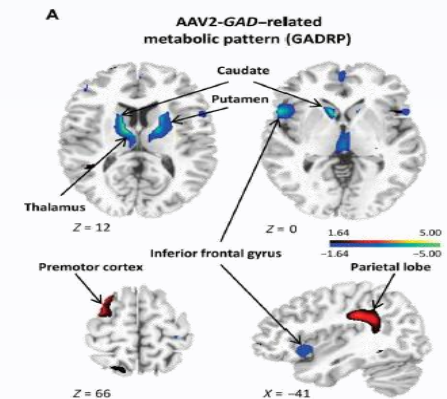 A
AAV2-GAD–related
metabolic pattern (GADRP)
Caudate
Putamen
Thalamus
Z = 12
Z = 0
1.64 5.00
−1.64 −5.00
Inferior frontal gyrus
Premotor cortex
Parietal lobe
Z = 66
X = −41